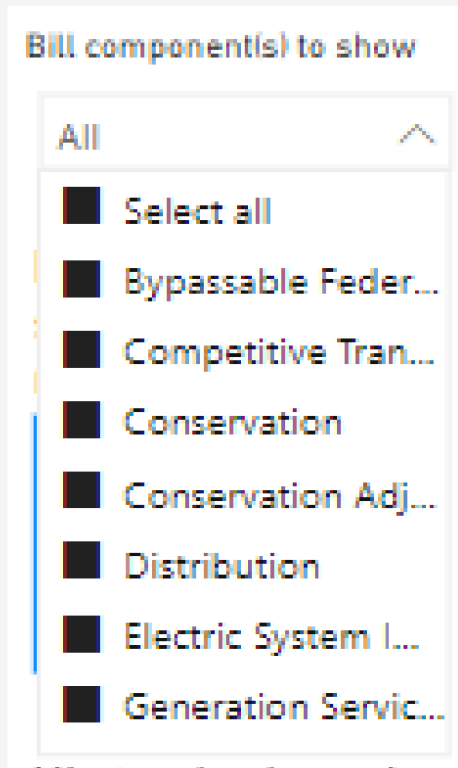 Bill component(s) to show
All
Select all
Bypassable Feder...
Competitive Tran...
Conservation
Conservation Adj...
Distribution
Electric System I...
Generation Servic...